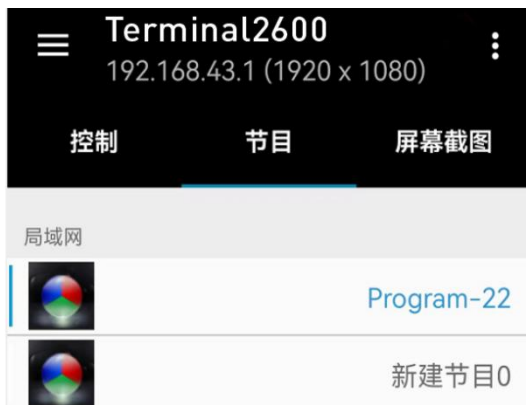 Terminal2600
192.168.43.1 (1920 x 1080)
控制 节目 屏幕截图
局域网
Program-22
新建节目0